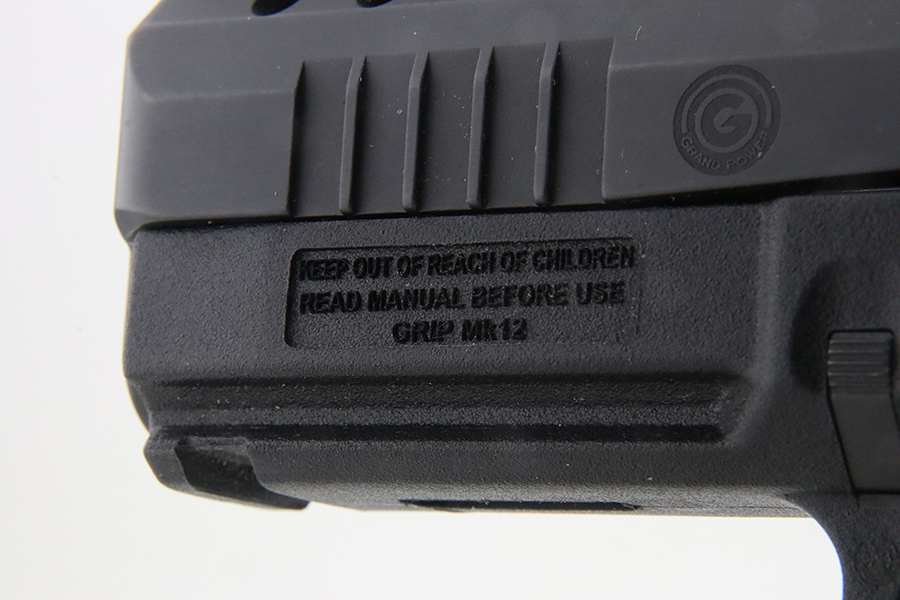 G
GRAND POWER
KEEP OUT OF REACH OF CHILDREN
READ MANUAL BEFORE USE
GRIP Mk12